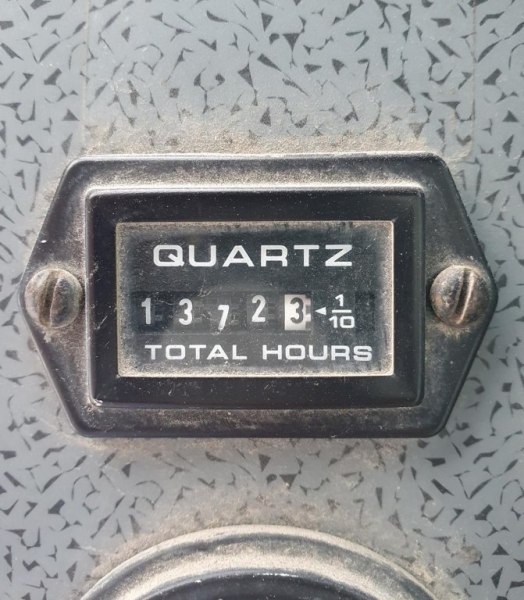 QUARTZ
1 3 7 2 3 ◄ 1/10
TOTAL HOURS